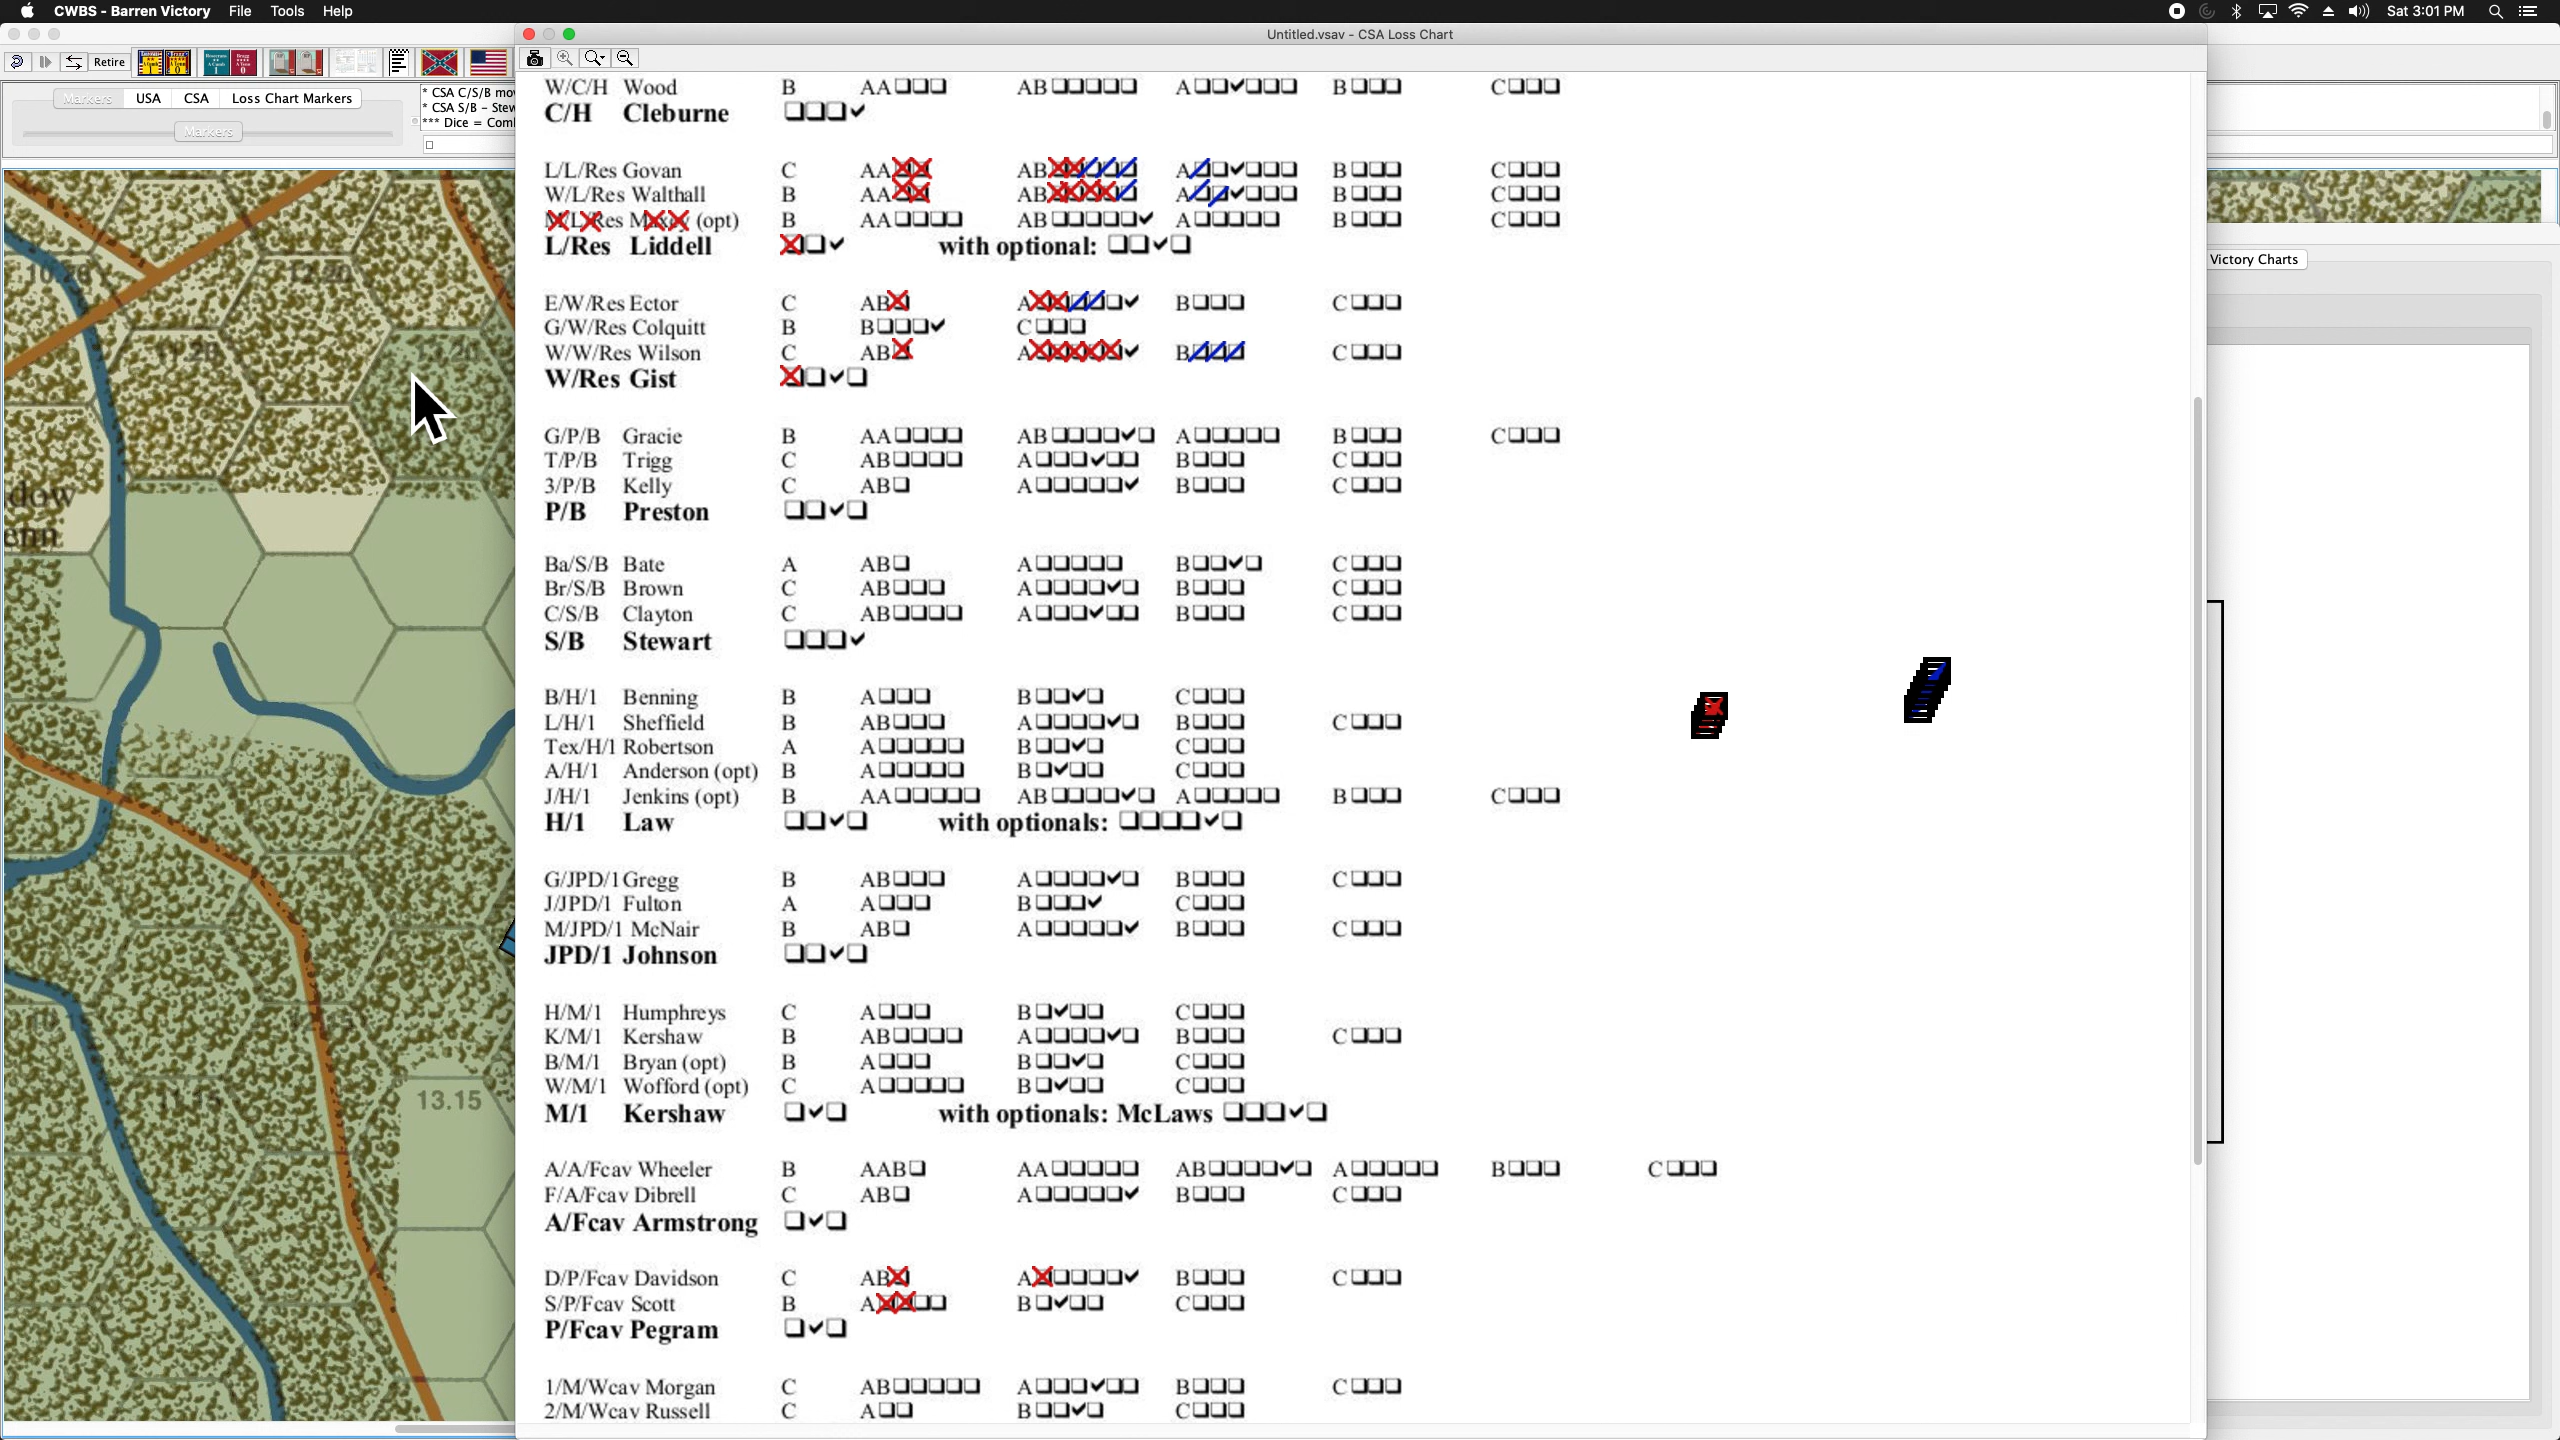 CWBS - Barren Victory File Tools Help
Sat 3:01 PM
Untitled.vsav - CSA Loss Chart
Retire
Markers USA CSA Loss Chart Markers
Markers
* CSA C/S/B mov
* CSA S/B - Stew
*** Dice = Comb
Victory Charts
W/C/H Wood B AA AB A B C
C/H Cleburne
L/L/Res Govan C AA AB A B C
W/L/Res Walthall B AA AB A B C
(opt) B AA AB A B C
L/Res Liddell with optional:
E/W/Res Ector C AB A B C
G/W/Res Colquitt B B C
W/W/Res Wilson C AB A B C
W/Res Gist
G/P/B Gracie B AA AB A B C
T/P/B Trigg C AB A B C
3/P/B Kelly C AB A B C
P/B Preston
Ba/S/B Bate A AB A B C
Br/S/B Brown C AB A B C
C/S/B Clayton C AB A B C
S/B Stewart
B/H/1 Benning B A B C
L/H/1 Sheffield B AB A B C
Tex/H/1 Robertson A A B C
A/H/1 Anderson (opt) B A B C
J/H/1 Jenkins (opt) B AA AB A B C
H/1 Law with optionals:
G/JPD/1 Gregg B AB A B C
J/JPD/1 Fulton A A B C
M/JPD/1 McNair B AB A B C
JPD/1 Johnson
H/M/1 Humphreys C A B C
K/M/1 Kershaw B AB A B C
B/M/1 Bryan (opt) B A B C
W/M/1 Wofford (opt) C A B C
M/1 Kershaw with optionals: McLaws
A/A/Fcav Wheeler B AAB AA AB A B C
F/A/Fcav Dibrell C AB A B C
A/Fcav Armstrong
D/P/Fcav Davidson C AB A B C
S/P/Fcav Scott B A B C
P/Fcav Pegram
1/M/Wcav Morgan C AB A B C
2/M/Wcav Russell C A B C
13.15